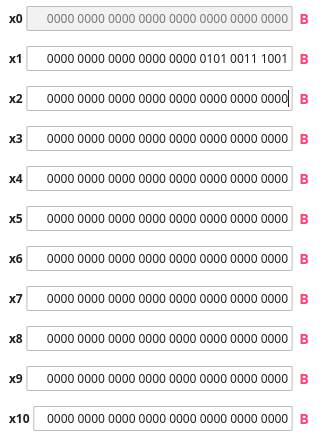 x0 0000 0000 0000 0000 0000 0000 0000 0000 B
x1 0000 0000 0000 0000 0000 0101 0011 1001 B
x2 0000 0000 0000 0000 0000 0000 0000 0000 B
x3 0000 0000 0000 0000 0000 0000 0000 0000 B
x4 0000 0000 0000 0000 0000 0000 0000 0000 B
x5 0000 0000 0000 0000 0000 0000 0000 0000 B
x6 0000 0000 0000 0000 0000 0000 0000 0000 B
x7 0000 0000 0000 0000 0000 0000 0000 0000 B
x8 0000 0000 0000 0000 0000 0000 0000 0000 B
x9 0000 0000 0000 0000 0000 0000 0000 0000 B
x10 0000 0000 0000 0000 0000 0000 0000 0000 B